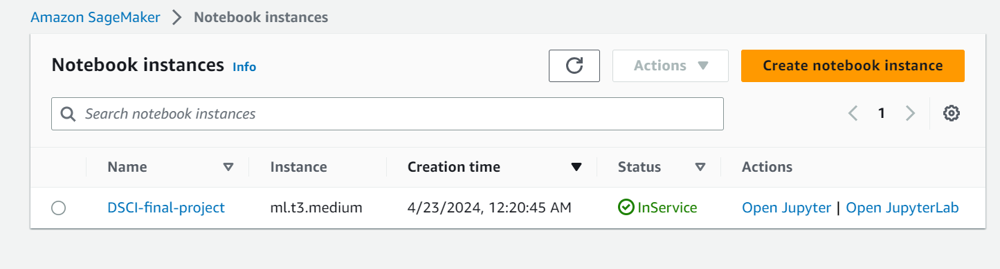 Amazon SageMaker > Notebook instances
Notebook instances Info Actions Create notebook instance
Search notebook instances 1
Name Instance Creation time Status Actions
DSCI-final-project ml.t3.medium 4/23/2024, 12:20:45 AM InService Open Jupyter | Open JupyterLab